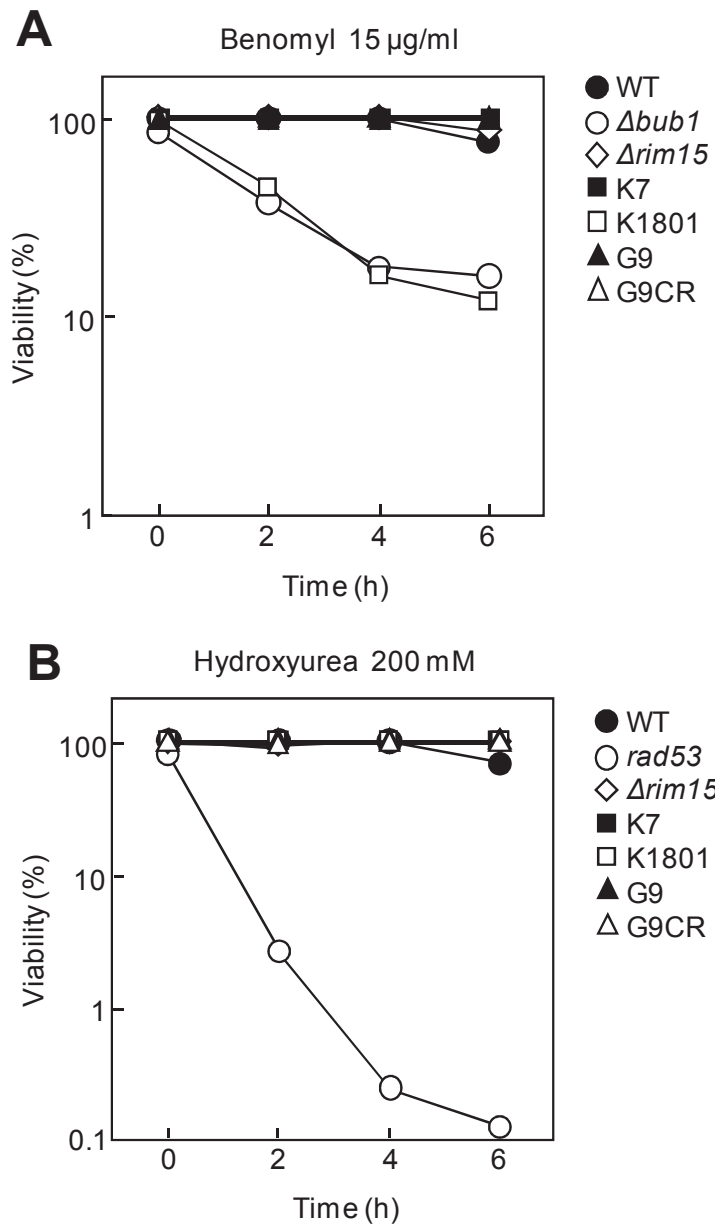 A
Benomyl 15 µg/ml
100
10
1
Viability (%)
0 2 4 6
Time (h)
WT
Δbub1
Δrim15
K7
K1801
G9
G9CR
B
Hydroxyurea 200 mM
100
10
1
0.1
Viability (%)
0 2 4 6
Time (h)
WT
rad53
Δrim15
K7
K1801
G9
G9CR